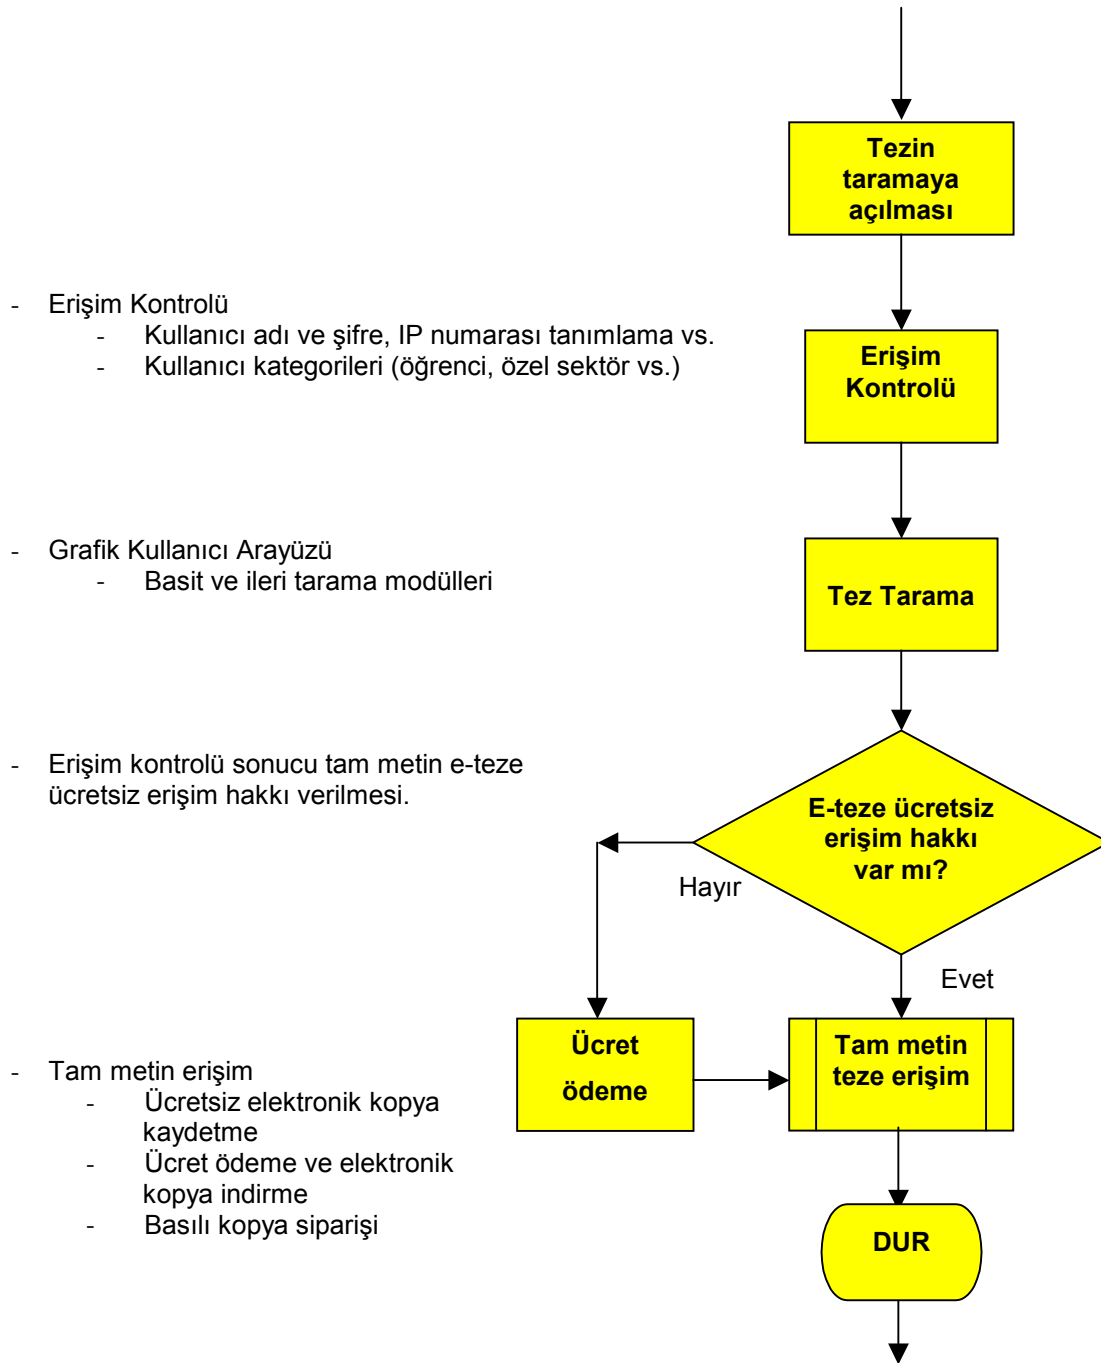 Tezin
taramaya
açılması
- Erişim Kontrolü
- Kullanıcı adı ve şifre, IP numarası tanımlama vs.
- Kullanıcı kategorileri (öğrenci, özel sektör vs.)
Erişim
Kontrolü
- Grafik Kullanıcı Arayüzü
- Basit ve ileri tarama modülleri
Tez Tarama
- Erişim kontrolü sonucu tam metin e-teze
ücretsiz erişim hakkı verilmesi.
E-teze ücretsiz
erişim hakkı
var mı?
Hayır
Evet
- Tam metin erişim
- Ücretsiz elektronik kopya
kaydetme
- Ücret ödeme ve elektronik
kopya indirme
- Basılı kopya siparişi
Ücret
ödeme
Tam metin
teze erişim
DUR